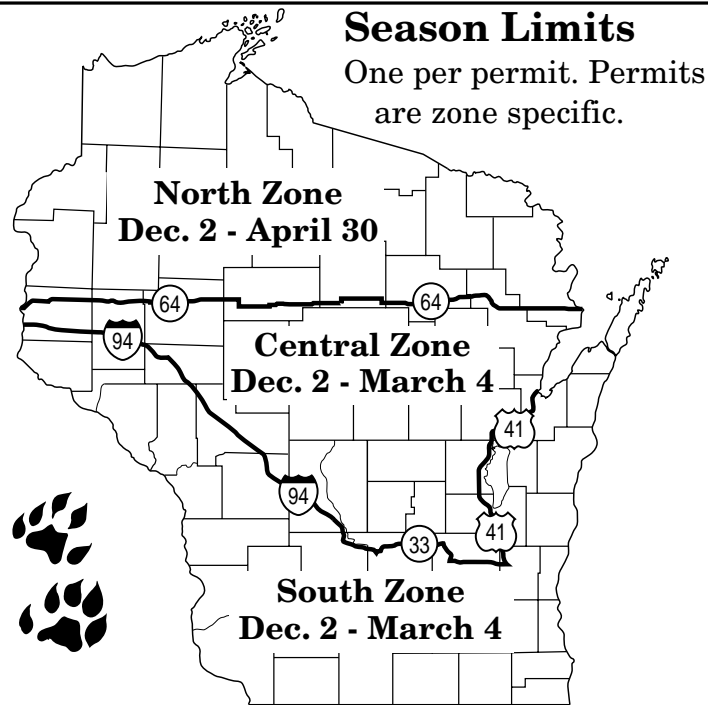 Season Limits
One per permit. Permits
are zone specific.
North Zone
Dec. 2 - April 30
64
64
94
Central Zone
Dec. 2 - March 4
41
94
41
33
South Zone
Dec. 2 - March 4